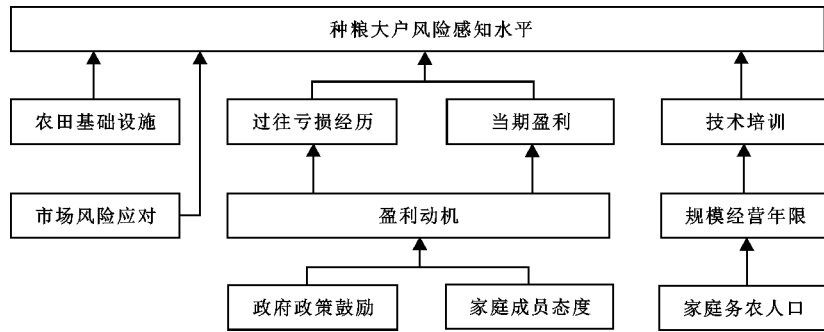 种粮大户风险感知水平
农田基础设施
过往亏损经历
当期盈利
技术培训
市场风险应对
盈利动机
规模经营年限
政府政策鼓励
家庭成员态度
家庭务农人口